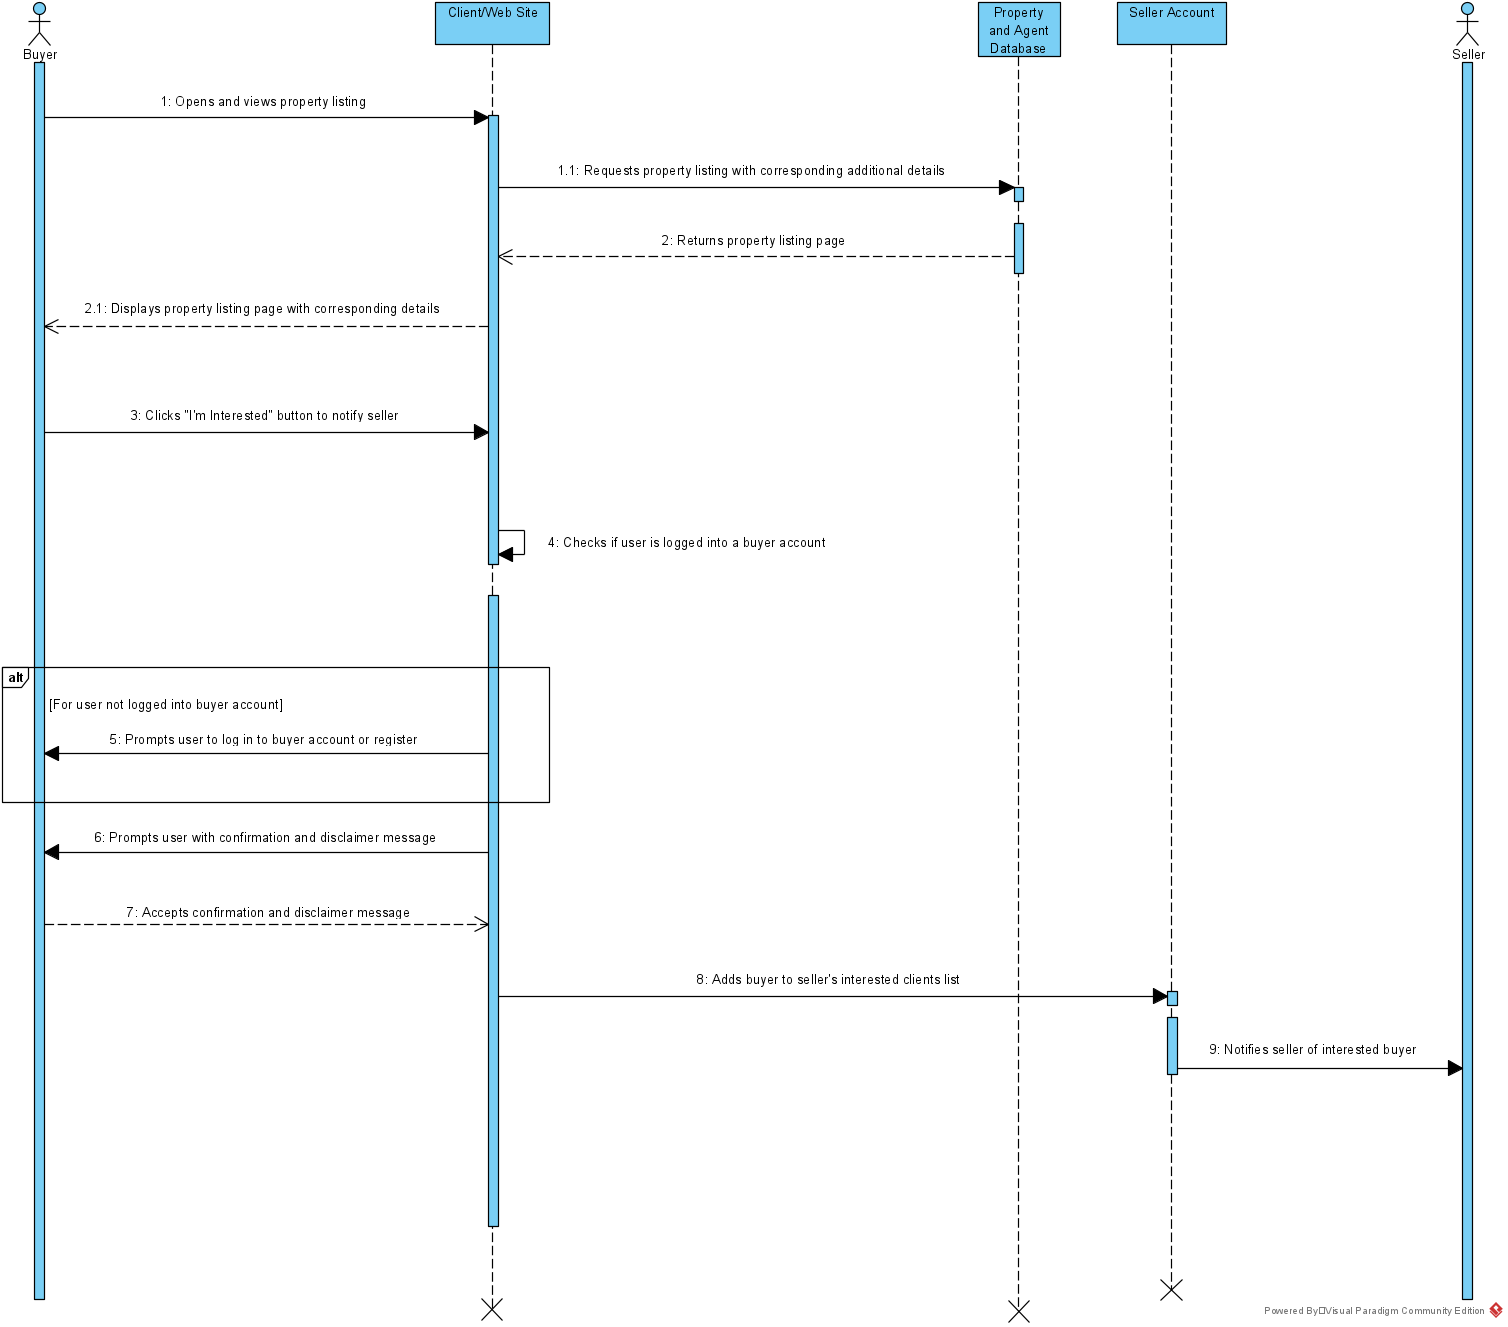 Buyer
Client/Web Site
Property
and Agent
Database
Seller Account
Seller
1: Opens and views property listing
1.1: Requests property listing with corresponding additional details
2: Returns property listing page
2.1: Displays property listing page with corresponding details
3: Clicks "I'm Interested" button to notify seller
4: Checks if user is logged into a buyer account
alt
[For user not logged into buyer account]
5: Prompts user to log in to buyer account or register
6: Prompts user with confirmation and disclaimer message
7: Accepts confirmation and disclaimer message
8: Adds buyer to seller's interested clients list
9: Notifies seller of interested buyer
Powered By□Visual Paradigm Community Edition